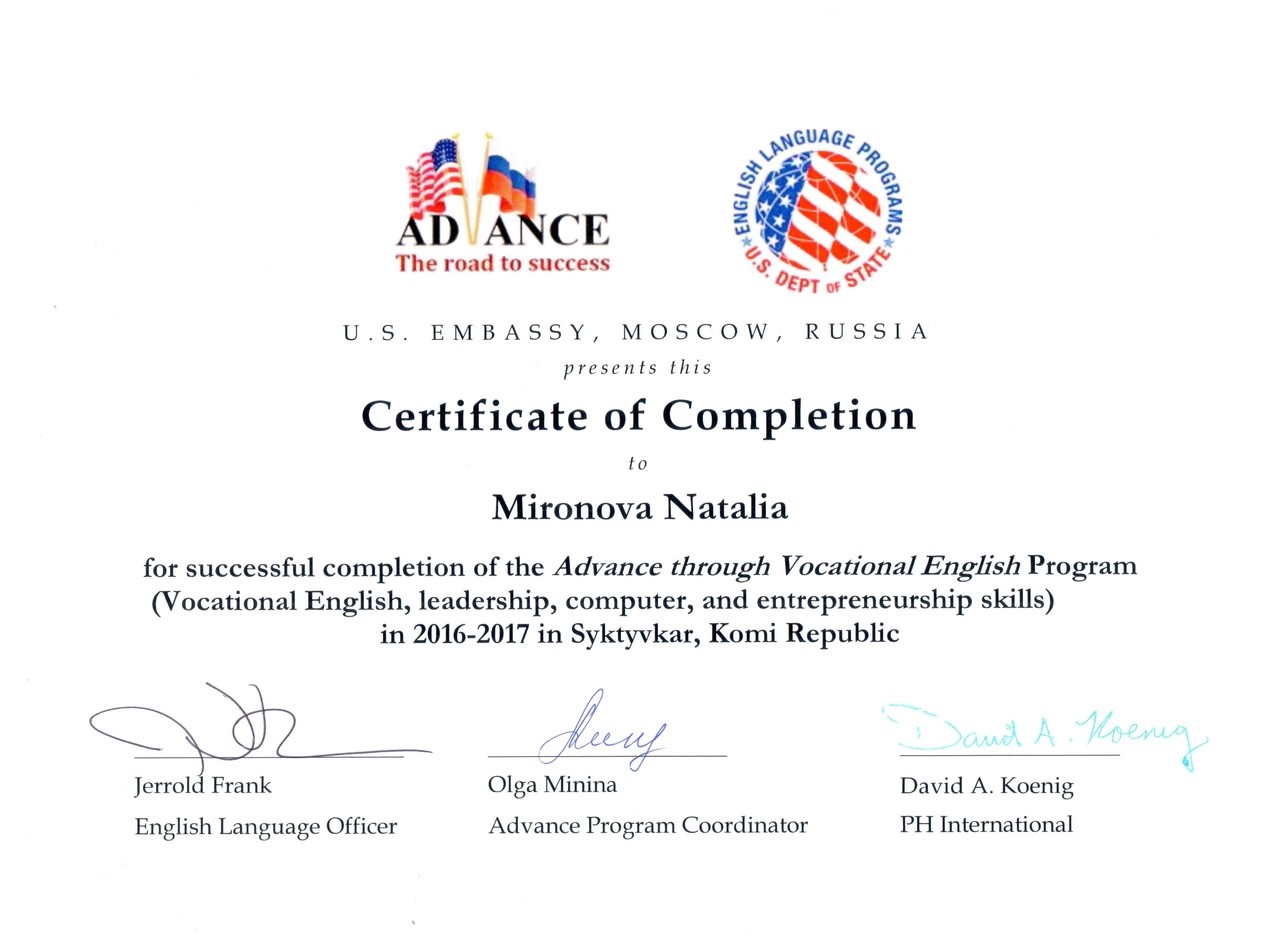 ADVANCE
The road to success
ENGLISH LANGUAGE PROGRAMS
U.S. DEPT OF STATE
U.S. EMBASSY, MOSCOW, RUSSIA
presents this
Certificate of Completion
to
Mironova Natalia
for successful completion of the Advance through Vocational English Program
(Vocational English, leadership, computer, and entrepreneurship skills)
in 2016-2017 in Syktyvkar, Komi Republic
David A. Koenig
Jerrold Frank
Olga Minina
David A. Koenig
English Language Officer
Advance Program Coordinator
PH International